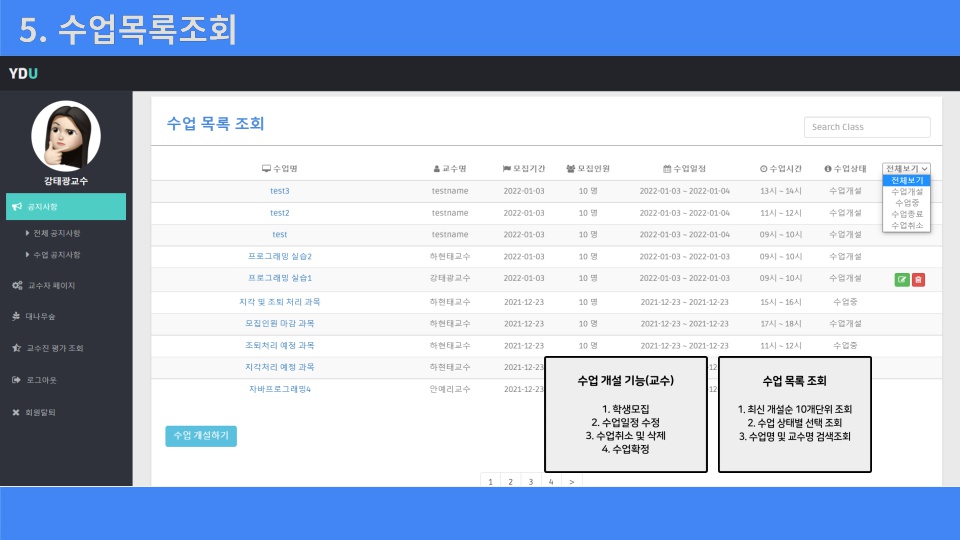 5. 수업목록조회
YDU
강태광교수
공지사항
전체 공지사항
수업 공지사항
교수자 페이지
대나무숲
교수진 평가 조회
로그아웃
회원탈퇴
수업 목록 조회
Search Class
수업명 교수명 모집기간 모집인원 수업일정 수업시간 수업상태 전체보기
전체보기
수업개설
수업중
수업종료
수업취소
test3 testname 2022-01-03 10 명 2022-01-03 ~ 2022-01-04 13시 ~ 14시 수업개설
test2 testname 2022-01-03 10 명 2022-01-03 ~ 2022-01-04 11시 ~ 12시 수업개설
test testname 2022-01-03 10 명 2022-01-03 ~ 2022-01-04 09시 ~ 10시 수업개설
프로그래밍 실습2 하현태교수 2022-01-03 10 명 2022-01-03 ~ 2022-01-03 09시 ~ 10시 수업개설
프로그래밍 실습1 강태광교수 2022-01-03 10 명 2022-01-03 ~ 2022-01-03 09시 ~ 10시 수업개설
지각 및 조퇴 처리 과목 하현태교수 2021-12-23 10 명 2021-12-23 ~ 2021-12-23 15시 ~ 16시 수업중
모집인원 마감 과목 하현태교수 2021-12-23 10 명 2021-12-23 ~ 2021-12-23 17시 ~ 18시 수업개설
조퇴처리 예정 과목 하현태교수 2021-12-23 10 명 2021-12-23 ~ 2021-12-23 11시 ~ 12시 수업중
지각처리 예정 과목 하현태교수 2021-12-23
자바프로그래밍4 안예리교수 2021-12-23
수업 개설하기
수업 개설 기능(교수)
1. 학생모집
2. 수업일정 수정
3. 수업취소 및 삭제
4. 수업확정
수업 목록 조회
1. 최신 개설순 10개단위 조회
2. 수업 상태별 선택 조회
3. 수업명 및 교수명 검색조회
1 2 3 4 >